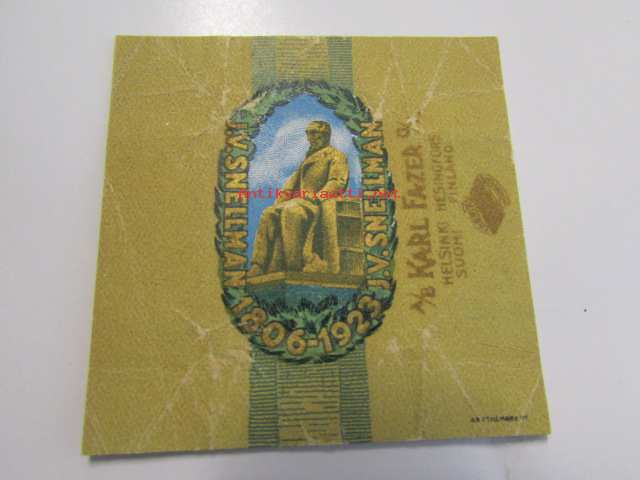 J.V. SNELLMAN
J.V. SNELLMAN
1806-1923
Antikvariaatti.net
A/B KARL FAZER O/Y
HELSINKI HELSINGFORS
SUOMI FINLAND